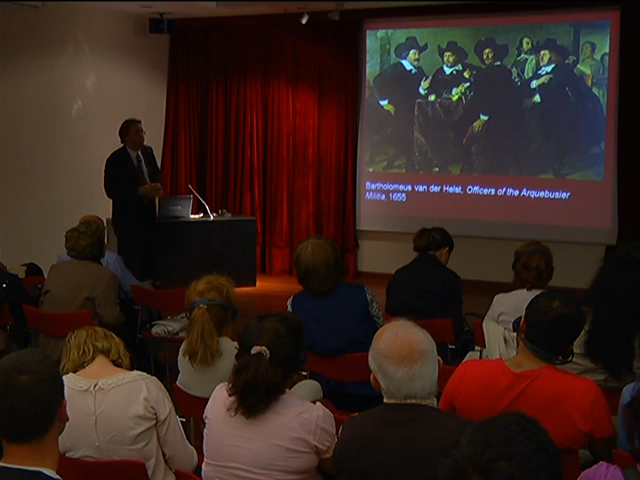 Bartholomeus van der Helst, Officers of the Arquebusier
Militia, 1655